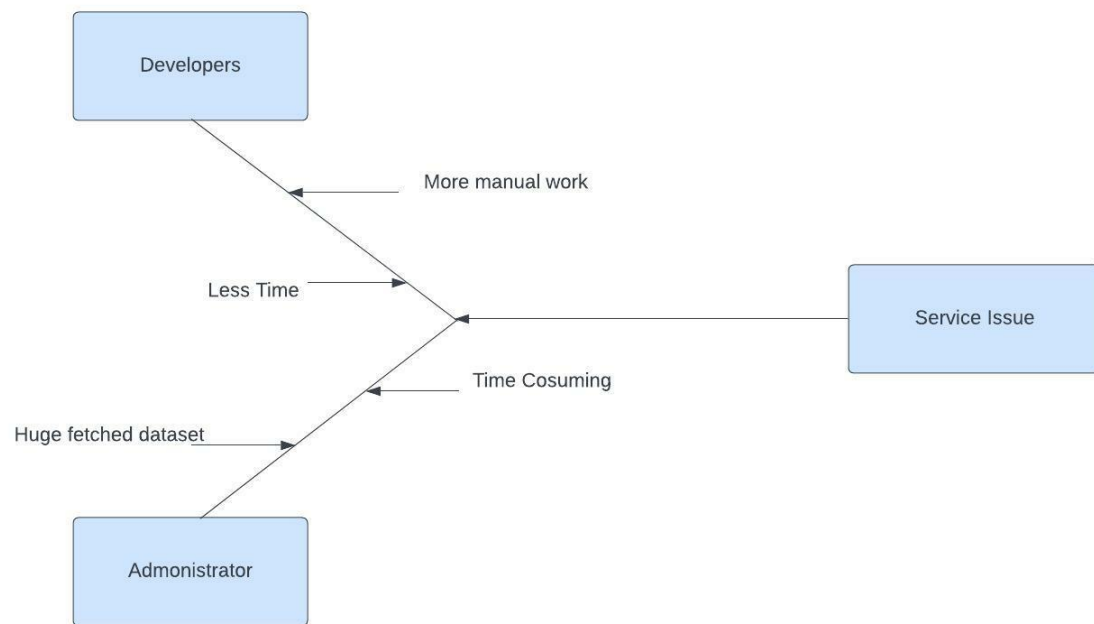 Developers
More manual work
Less Time
Service Issue
Time Cosuming
Huge fetched dataset
Admonistrator